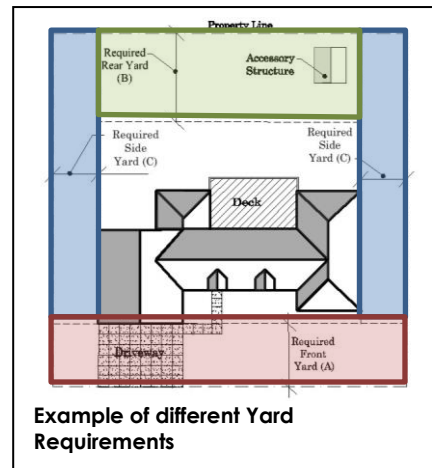 Property Line
Required
Rear Yard
(B)
Accessory
Structure
Required
Side
Yard (C)
Required
Side
Yard (C)
Deck
Driveway
Required
Front
Yard (A)
Example of different Yard
Requirements